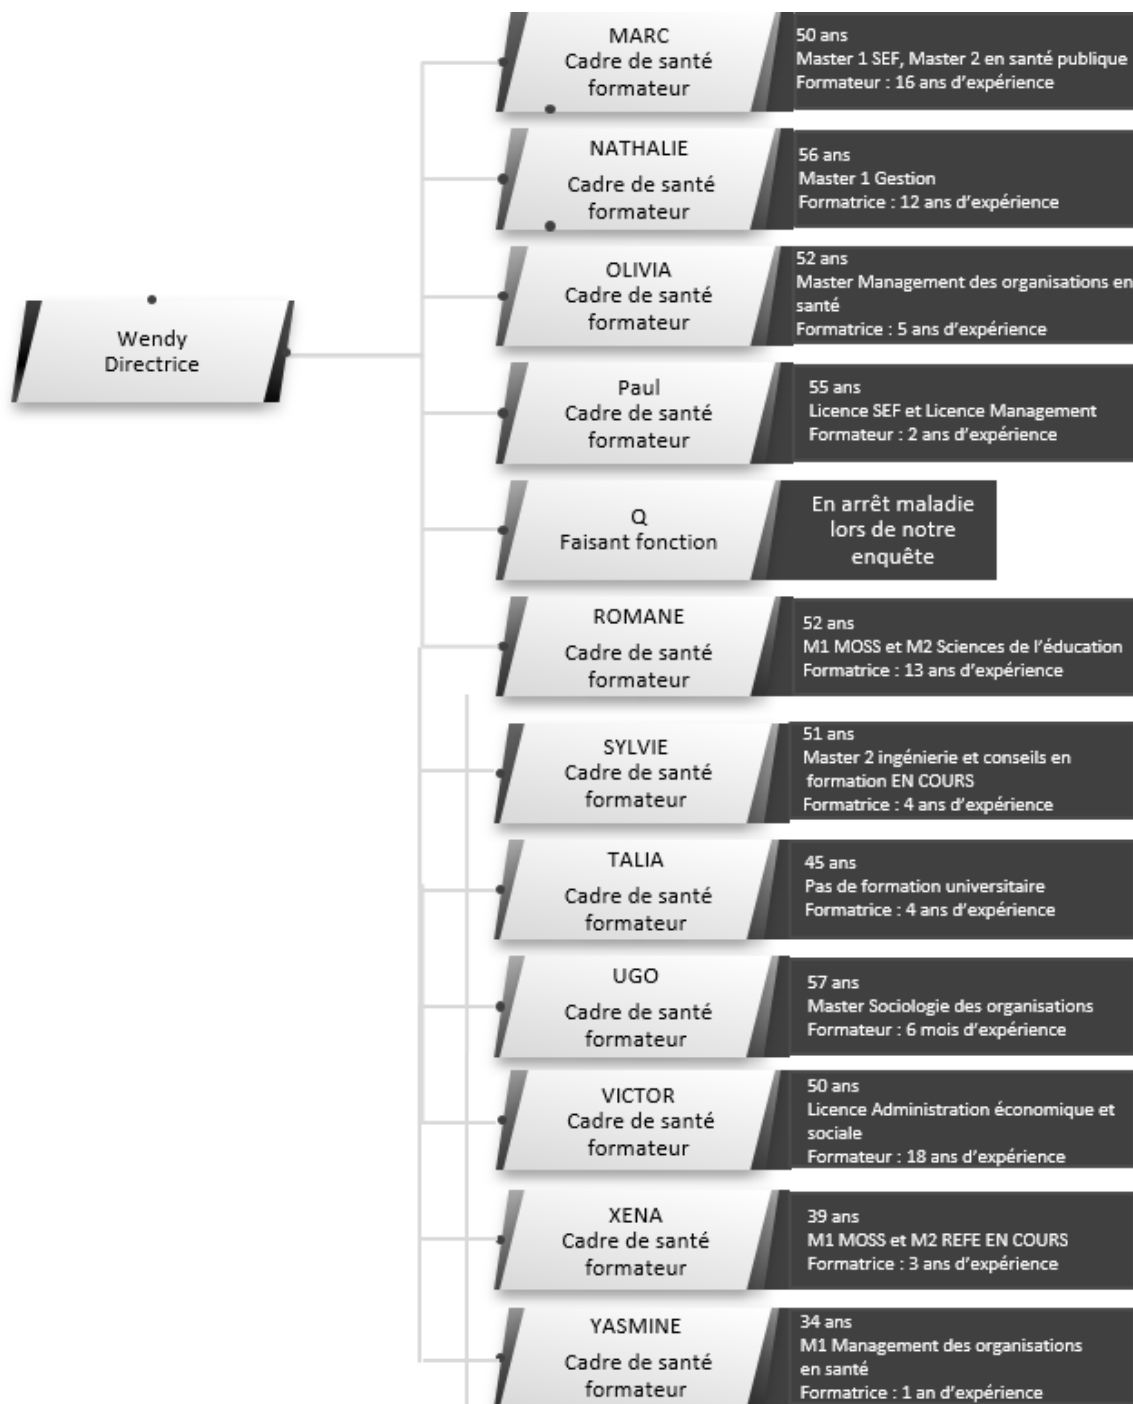 Wendy
Directrice
MARC
Cadre de santé
formateur
50 ans
Master 1 SEF, Master 2 en santé publique
Formateur : 16 ans d’expérience
NATHALIE
Cadre de santé
formateur
56 ans
Master 1 Gestion
Formatrice : 12 ans d’expérience
OLIVIA
Cadre de santé
formateur
52 ans
Master Management des organisations en
santé
Formatrice : 5 ans d’expérience
Paul
Cadre de santé
formateur
55 ans
Licence SEF et Licence Management
Formateur : 2 ans d’expérience
Q
Faisant fonction
En arrêt maladie
lors de notre
enquête
ROMANE
Cadre de santé
formateur
52 ans
M1 MOSS et M2 Sciences de l’éducation
Formatrice : 13 ans d’expérience
SYLVIE
Cadre de santé
formateur
51 ans
Master 2 ingénierie et conseils en
formation EN COURS
Formatrice : 4 ans d’expérience
TALIA
Cadre de santé
formateur
45 ans
Pas de formation universitaire
Formatrice : 4 ans d’expérience
UGO
Cadre de santé
formateur
57 ans
Master Sociologie des organisations
Formateur : 6 mois d’expérience
VICTOR
Cadre de santé
formateur
50 ans
Licence Administration économique et
sociale
Formateur : 18 ans d’expérience
XENA
Cadre de santé
formateur
39 ans
M1 MOSS et M2 REFE EN COURS
Formatrice : 3 ans d’expérience
YASMINE
Cadre de santé
formateur
34 ans
M1 Management des organisations
en santé
Formatrice : 1 an d’expérience